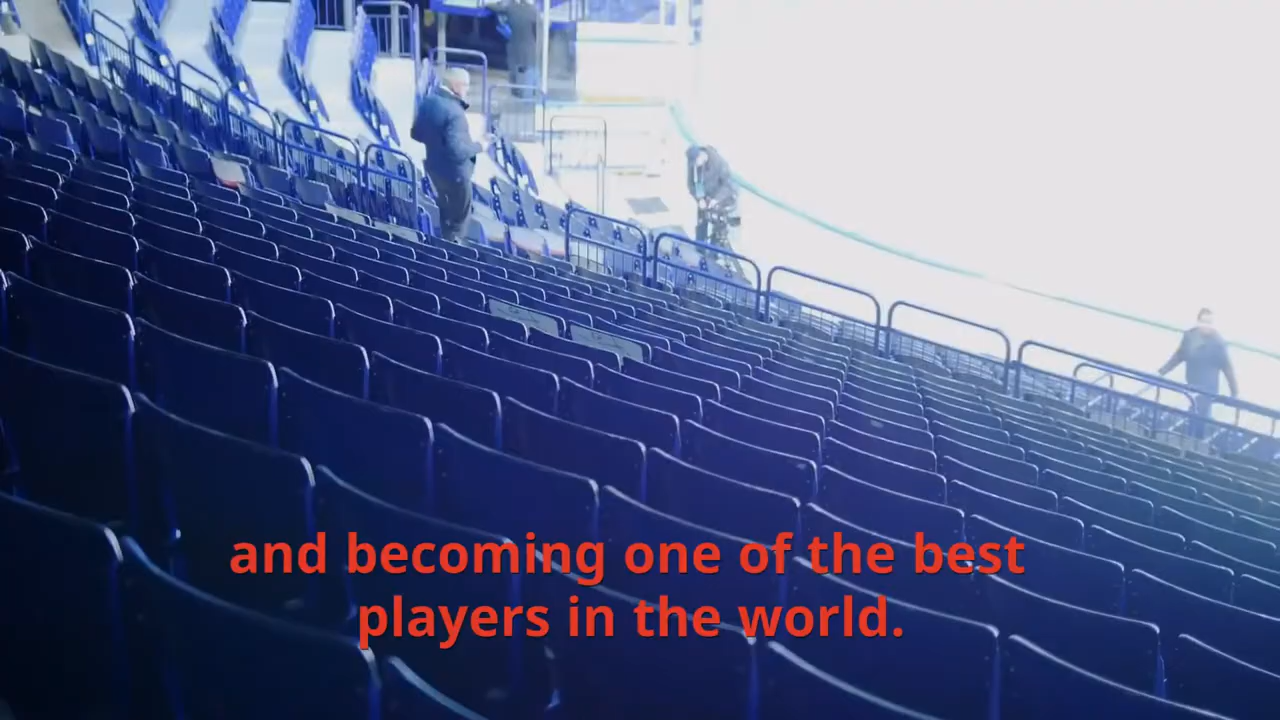 and becoming one of the best
players in the world.